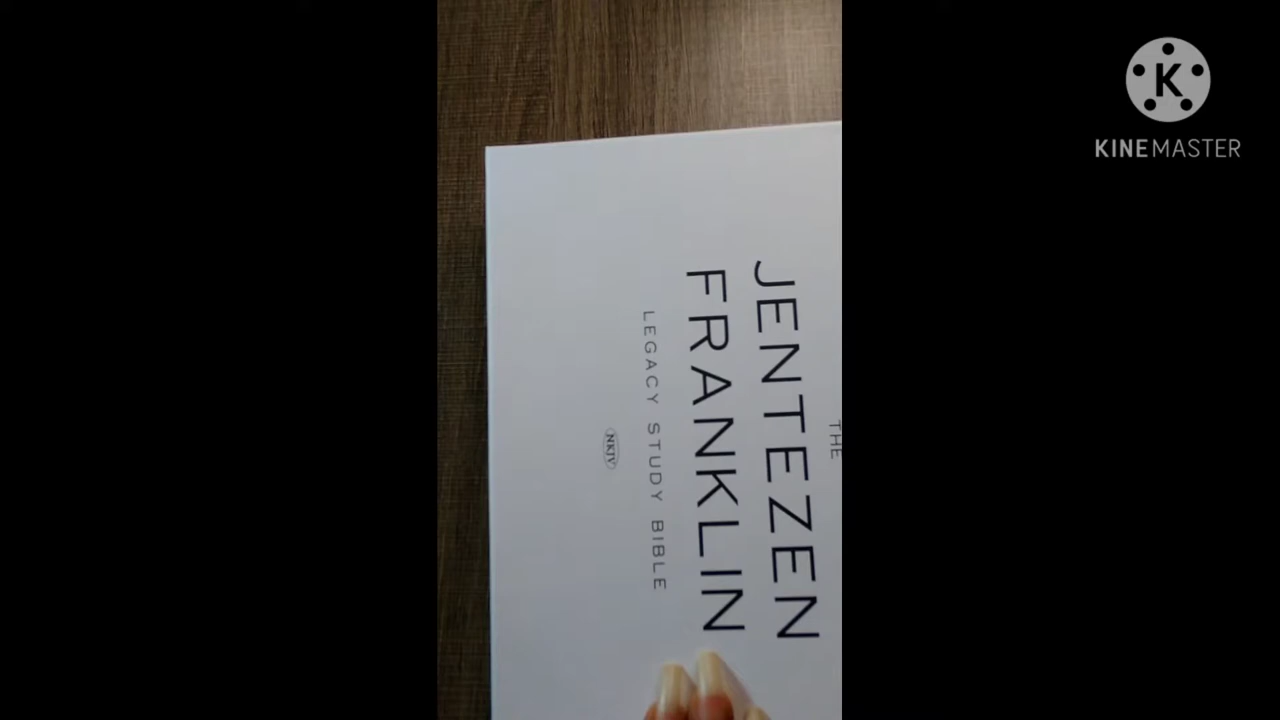 THE
JENTEZEN
FRANKLIN
LEGACY STUDY BIBLE
NKJV
K
KINEMASTER